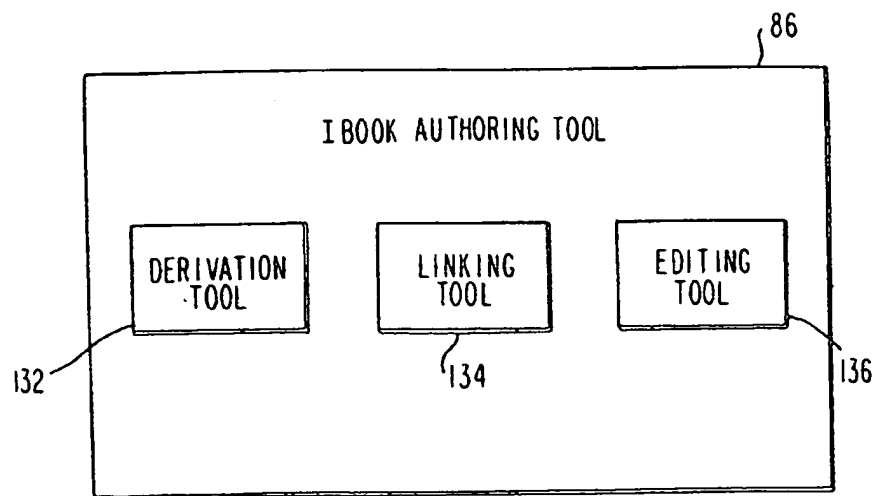 86
IBOOK AUTHORING TOOL
DERIVATION
TOOL
LINKING
TOOL
EDITING
TOOL
132
134
136